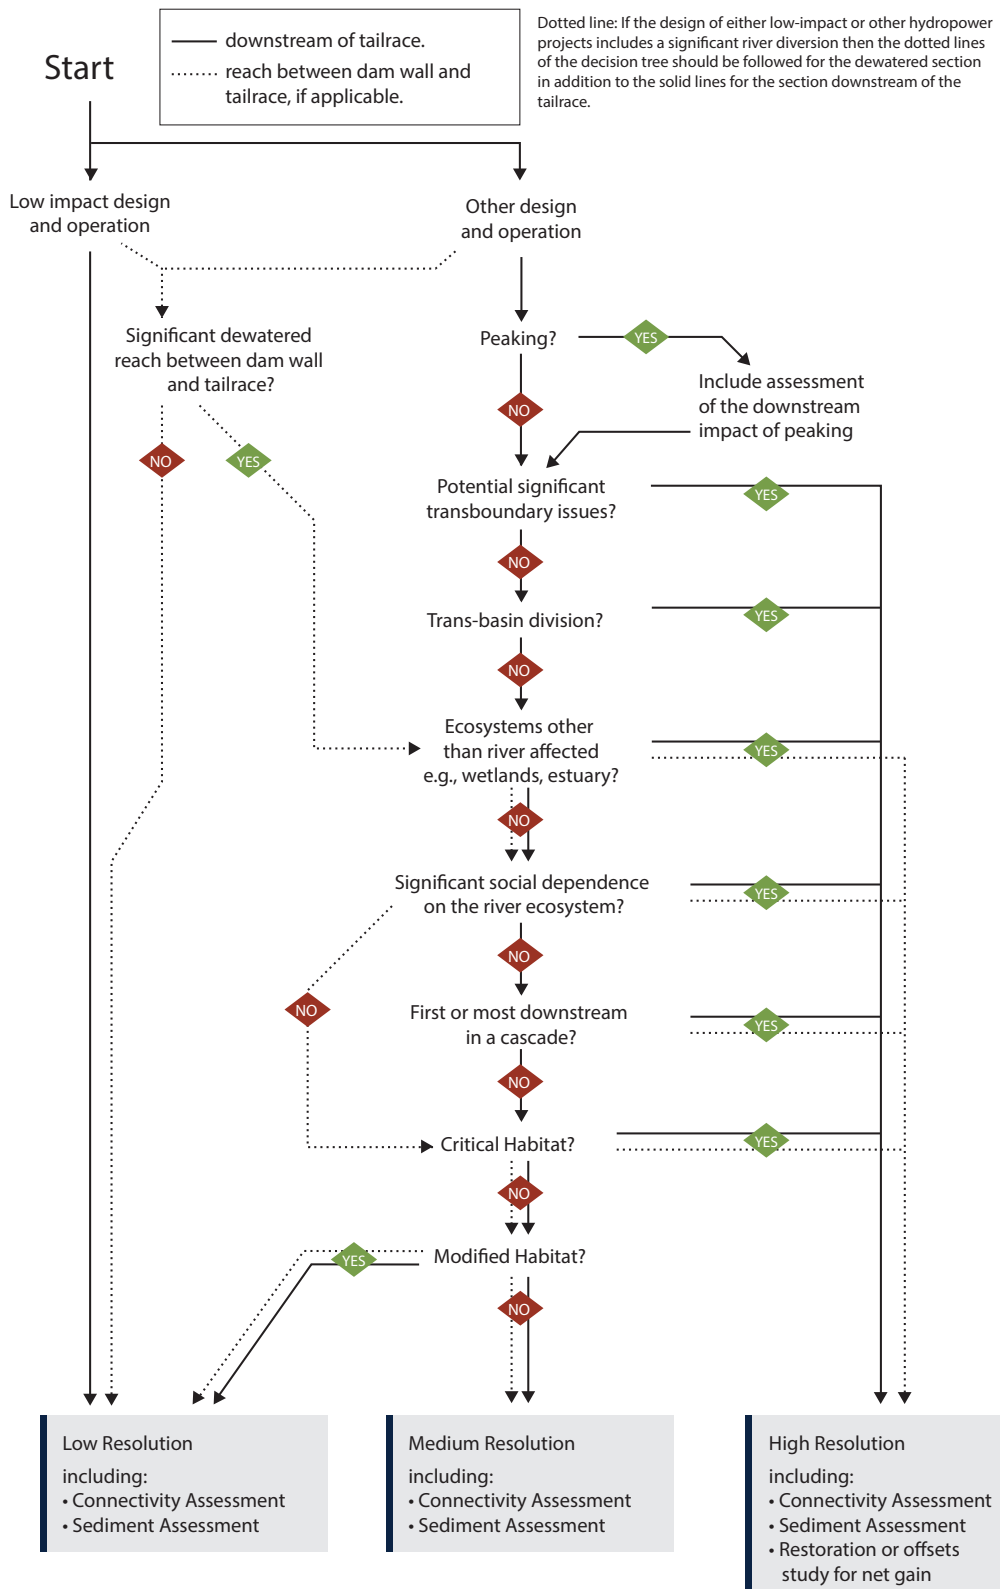 Start
downstream of tailrace.
reach between dam wall and
tailrace, if applicable.
Dotted line: If the design of either low-impact or other hydropower
projects includes a significant river diversion then the dotted lines
of the decision tree should be followed for the dewatered section
in addition to the solid lines for the section downstream of the
tailrace.
Low impact design
and operation
Other design
and operation
Significant dewatered
reach between dam wall
and tailrace?
NO
YES
Peaking?
YES
NO
Include assessment
of the downstream
impact of peaking
Potential significant
transboundary issues?
YES
NO
Trans-basin division?
YES
NO
Ecosystems other
than river affected
e.g., wetlands, estuary?
YES
NO
Significant social dependence
on the river ecosystem?
YES
NO
NO
First or most downstream
in a cascade?
YES
NO
Critical Habitat?
YES
NO
Modified Habitat?
YES
NO
Low Resolution
including:
• Connectivity Assessment
• Sediment Assessment
Medium Resolution
including:
• Connectivity Assessment
• Sediment Assessment
High Resolution
including:
• Connectivity Assessment
• Sediment Assessment
• Restoration or offsets
study for net gain